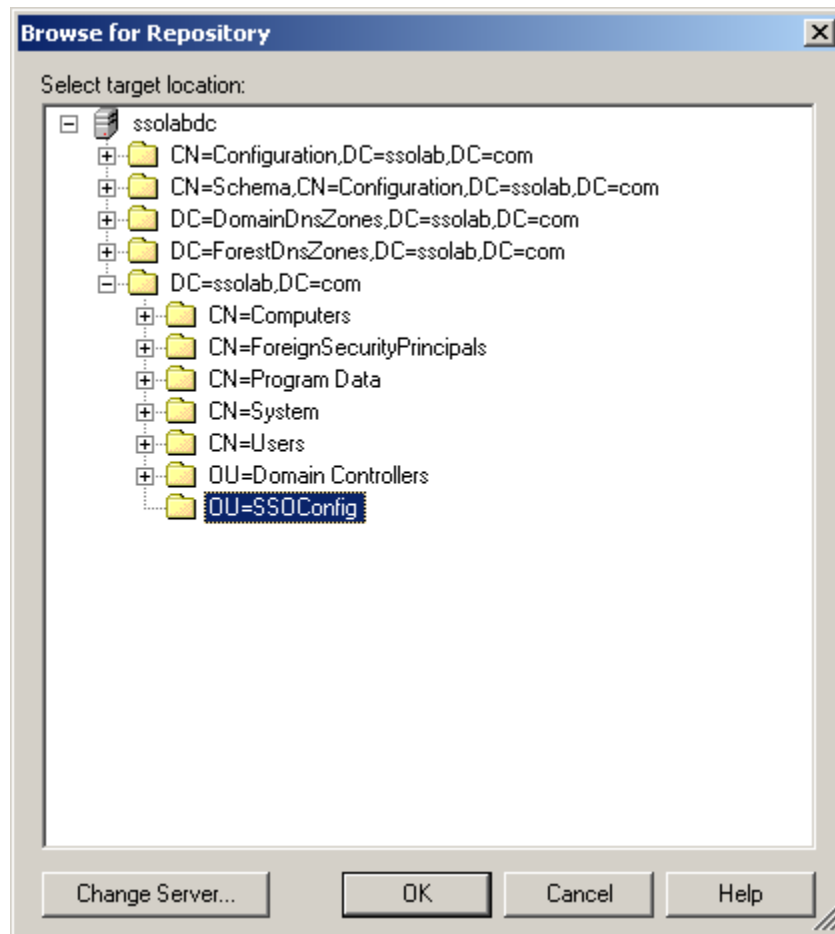 Browse for Repository
Select target location:
ssolabdc
CN=Configuration,DC=ssolab,DC=com
CN=Schema,CN=Configuration,DC=ssolab,DC=com
DC=DomainDnsZones,DC=ssolab,DC=com
DC=ForestDnsZones,DC=ssolab,DC=com
DC=ssolab,DC=com
CN=Computers
CN=ForeignSecurityPrincipals
CN=Program Data
CN=System
CN=Users
OU=Domain Controllers
OU=SSOConfig
Change Server... OK Cancel Help